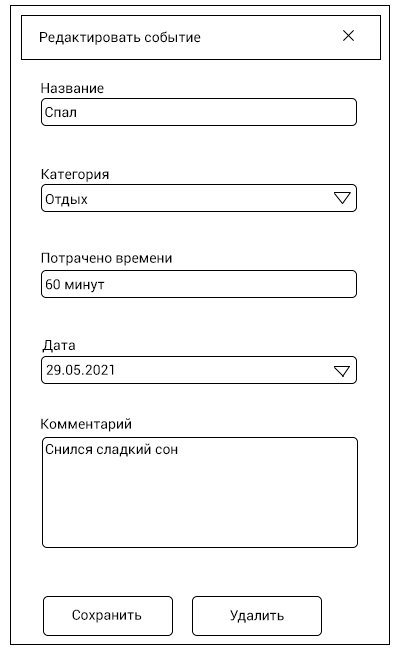 Редактировать событие
Название
Спал
Категория
Отдых
Потрачено времени
60 минут
Дата
29.05.2021
Комментарий
Снился сладкий сон
Сохранить
Удалить